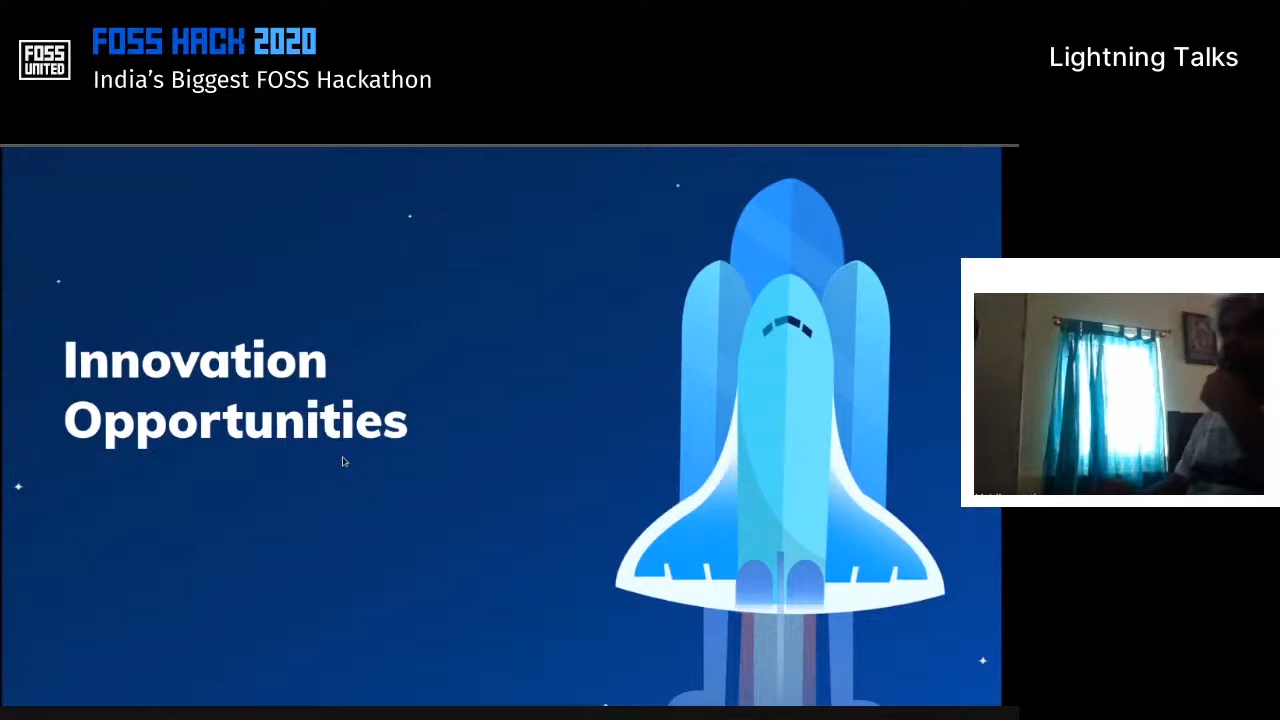 FOSS
UNITED
FOSS HACK 2020
India's Biggest FOSS Hackathon
Lightning Talks
Innovation
Opportunities